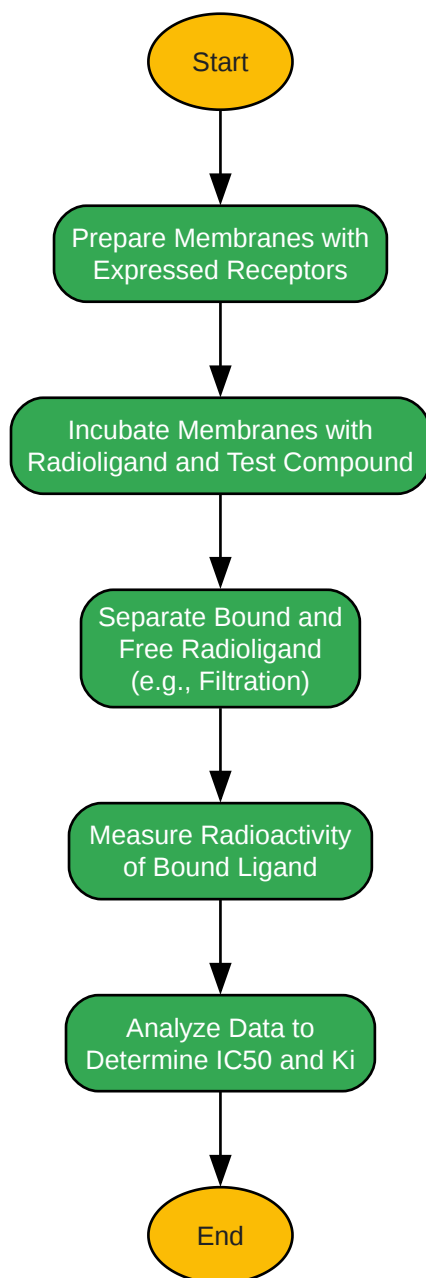 Start
Prepare Membranes with
Expressed Receptors
Incubate Membranes with
Radioligand and Test Compound
Separate Bound and
Free Radioligand
(e.g., Filtration)
Measure Radioactivity
of Bound Ligand
Analyze Data to
Determine IC50 and Ki
End